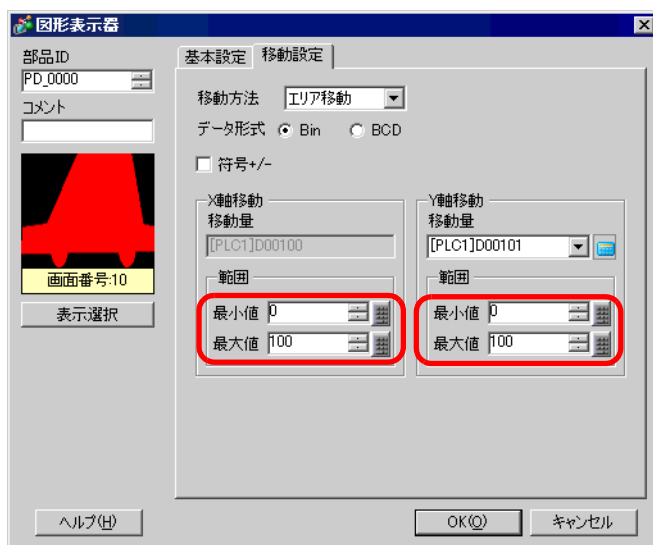 図形表示器
部品ID
PD_0000
コメント
画面番号:10
表示選択
基本設定 移動設定
移動方法 エリア移動
データ形式 Bin BCD
符号+/-
X軸移動
移動量
[PLC1]D00100
範囲
最小値 0
最大値 100
Y軸移動
移動量
[PLC1]D00101
範囲
最小値 0
最大値 100
ヘルプ(H)
OK(O)
キャンセル